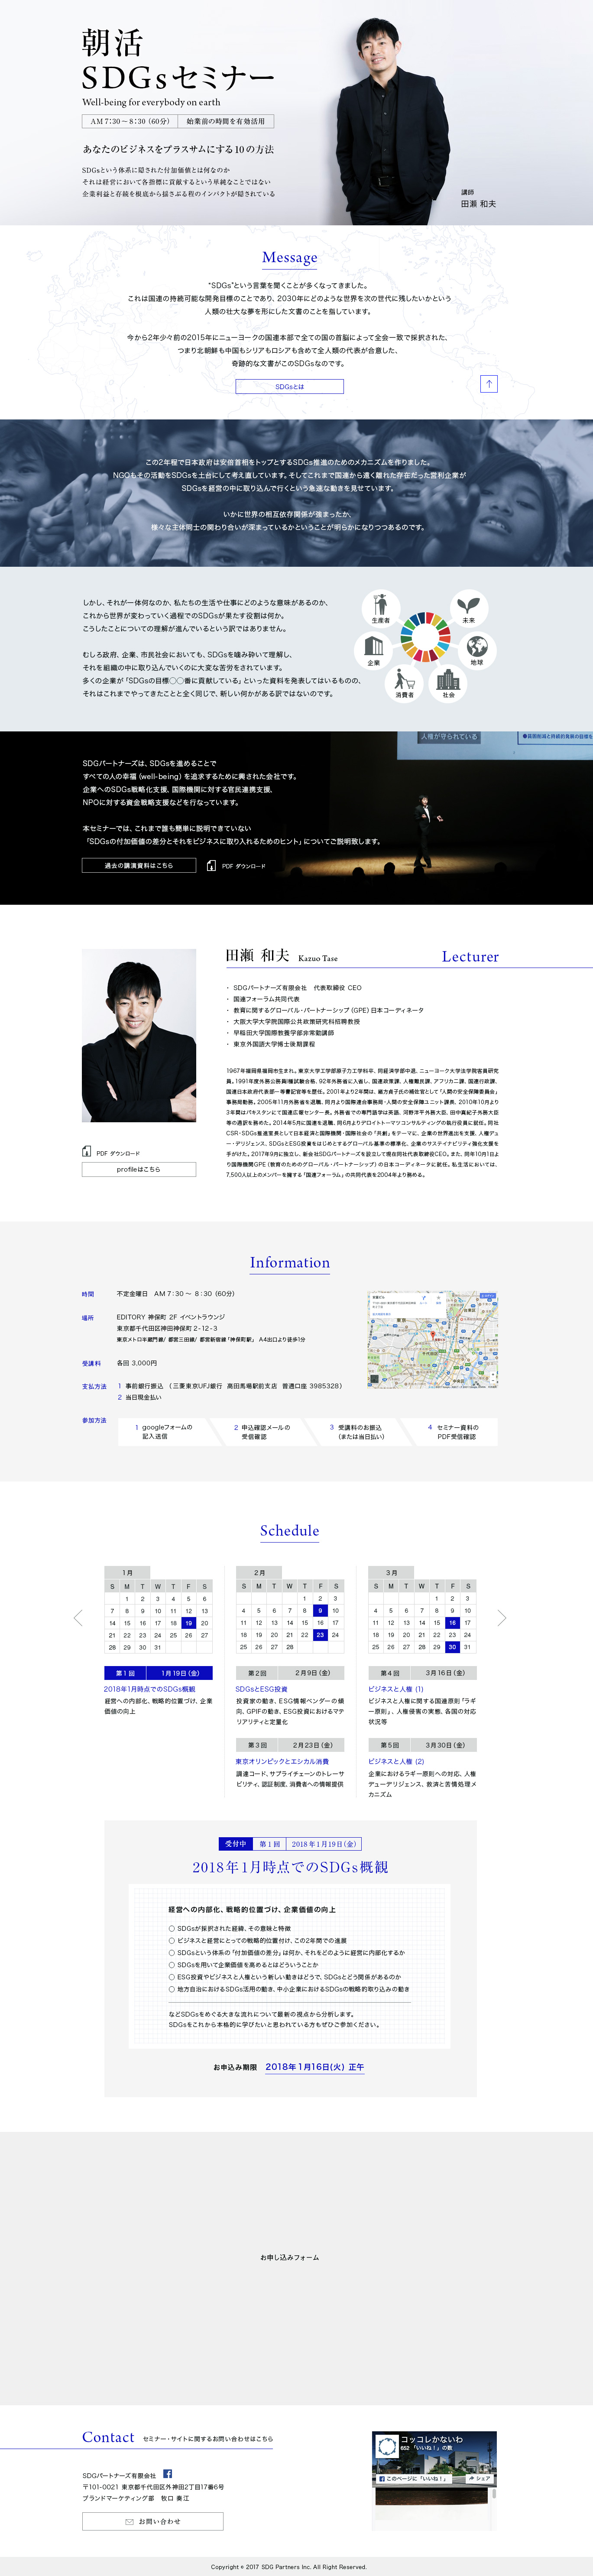 朝活
SDGsセミナー
Well-being for everybody on earth
AM 7:30～8:30 (60分) 始業前の時間を有効活用
あなたのビジネスをプラスサムにする10の方法
SDGsという体系に隠された付加価値とは何なのか
それは経営において各指標に貢献するという単純なことではない
企業利益と存続を根底から揺さぶる程のインパクトが隠されている
講師
田瀬 和夫
Message
"SDGs"という言葉を聞くことが多くなってきました。
これは国連の持続可能な開発目標のことであり、2030年にどのような世界を次の世代に残したいかという
人類の壮大な夢を形にした文書のことを指しています。
今から2年少々前の2015年にニューヨークの国連本部で全ての国の首脳によって全会一致で採択された、
つまり北朝鮮も中国もシリアもロシアも含めて全人類の代表が合意した、
奇跡的な文書がこのSDGsなのです。
SDGsとは
この2年程で日本政府は安倍首相をトップとするSDGs推進のためのメカニズムを作りました。
NGOもその活動をSDGsを土台にして考え直しています。そしてこれまで国連から遠く離れた存在だった営利企業が
SDGsを経営の中に取り込んで行くという急速な動きを見せています。
いかに世界の相互依存関係が強まったか、
様々な主体同士の関わり合いが深まっているかということが明らかになりつつあるのです。
しかし、それが一体何なのか、私たちの生活や仕事にどのような意味があるのか、
これから世界が変わっていく過程でのSDGsが果たす役割は何か。
こうしたことについての理解が進んでいるという訳ではありません。
むしろ政府、企業、市民社会においても、SDGsを噛み砕いて理解し、
それを組織の中に取り込んでいくのに大変な苦労をされています。
多くの企業が「SDGsの目標◯◯番に貢献している」といった資料を発表してはいるものの、
それはこれまでやってきたことと全く同じで、新しい何かがある訳ではないのです。
生産者
未来
企業
地球
消費者
社会
人権が守られている
SDGパートナーズは、SDGsを進めることで
すべての人の幸福 (well-being) を追求するために興された会社です。
企業へのSDGs戦略化支援、国際機関に対する官民連携支援、
NPOに対する資金戦略支援などを行なっています。
本セミナーでは、これまで誰も簡単に説明できていない
「SDGsの付加価値の差分とそれをビジネスに取り入れるためのヒント」についてご説明致します。
過去の講演資料はこちら
PDF ダウンロード
田瀬 和夫 Kazuo Tase
Lecturer
・ SDGパートナーズ有限会社 代表取締役 CEO
・ 国連フォーラム共同代表
・ 教育に関するグローバル・パートナーシップ (GPE) 日本コーディネータ
・ 大阪大学大学院国際公共政策研究科招聘教授
・ 早稲田大学国際教養学部非常勤講師
・ 東京外国語大学博士後期課程
1967年福岡県福岡市生まれ。東京大学工学部原子力工学科卒、同経済学部中退、ニューヨーク大学法学院客員研究
員。1991年度外務公務員I種試験合格、92年外務省に入省し、国連政策課、人権難民課、アフリカ二課、国連行政課、
国連日本政府代表部一等書記官等を歴任。2001年より2年間は、緒方貞子氏の補佐官として「人間の安全保障委員会」
事務局勤務。2005年11月外務省を退職、同月より国際連合事務局・人間の安全保障ユニット課長、2010年10月より
3年間はパキスタンにて国連広報センター長。外務省での専門語学は英語、河野洋平外務大臣、田中真紀子外務大臣
等の通訳を務めた。2014年5月に国連を退職、同6月よりデロイトトーマツコンサルティングの執行役員に就任。同社
CSR・SDGs推進室長として日本経済と国際機関・国際社会の「共創」をテーマに、企業の世界進出を支援、人権デュ
ー・デリジェンス、SDGsとESG投資をはじめとするグローバル基準の標準化、企業のサステイナビリティ強化支援を
手がけた。2017年9月に独立し、新会社SDGパートナーズを設立して現在同社代表取締役CEO。また、同年10月1日よ
り国際機関GPE (教育のためのグローバル・パートナーシップ) の日本コーディネータに就任。私生活においては、
7,500人以上のメンバーを擁する「国連フォーラム」の共同代表を2004年より務める。
PDF ダウンロード
profileはこちら
Information
時間 不定金曜日 AM 7:30 ～ 8:30 (60分)
場所 EDITORY 神保町 2F イベントラウンジ
東京都千代田区神田神保町2-12-3
東京メトロ半蔵門線/ 都営三田線/ 都営新宿線「神保町駅」 A4出口より徒歩1分
受講料 各回 3,000円
支払方法 1 事前銀行振込 (三菱東京UFJ銀行 高田馬場駅前支店 普通口座 3985328)
2 当日現金払い
参加方法
1 googleフォームの
記入送信
2 申込確認メールの
受信確認
3 受講料のお振込
(または当日払い)
4 セミナー資料の
PDF受信確認
Schedule
1月
S M T W T F S
1 2 3 4 5 6
7 8 9 10 11 12 13
14 15 16 17 18 19 20
21 22 23 24 25 26 27
28 29 30 31
2月
S M T W T F S
1 2 3
4 5 6 7 8 9 10
11 12 13 14 15 16 17
18 19 20 21 22 23 24
25 26 27 28
3月
S M T W T F S
1 2 3
4 5 6 7 8 9 10
11 12 13 14 15 16 17
18 19 20 21 22 23 24
25 26 27 28 29 30 31
第1回 1月19日 (金)
2018年1月時点でのSDGs概観
経営への内部化、戦略的位置づけ、企業
価値の向上
第2回 2月9日 (金)
SDGsとESG投資
投資家の動き、ESG情報ベンダーの傾
向、GPIFの動き、ESG投資におけるマテ
リアリティと定量化
第3回 2月23日 (金)
東京オリンピックとエシカル消費
調達コード、サプライチェーンのトレーサ
ビリティ、認証制度、消費者への情報提供
第4回 3月16日 (金)
ビジネスと人権 (1)
ビジネスと人権に関する国連原則「ラギ
ー原則」、人権侵害の実態、各国の対応
状況等
第5回 3月30日 (金)
ビジネスと人権 (2)
企業におけるラギー原則への対応、人権
デューデリジェンス、救済と苦情処理メ
カニズム
受付中 第1回 2018年1月19日(金)
2018年1月時点でのSDGs概観
経営への内部化、戦略的位置づけ、企業価値の向上
○ SDGsが採択された経緯、その意味と特徴
○ ビジネスと経営にとっての戦略的位置付け、この2年間での進展
○ SDGsという体系の「付加価値の差分」は何か、それをどのように経営に内部化するか
○ SDGsを用いて企業価値を高めるとはどういうことか
○ ESG投資やビジネスと人権という新しい動きはどうで、SDGsとどう関係があるのか
○ 地方自治におけるSDGs活用の動き、中小企業におけるSDGsの戦略的取り込みの動き
などSDGsをめぐる大きな流れについて最新の視点から分析します。
SDGsをこれから本格的に学びたいと思われている方もぜひご参加ください。
お申込み期限 2018年1月16日(火) 正午
お申し込みフォーム
Contact セミナー・サイトに関するお問い合わせはこちら
SDGパートナーズ有限会社
〒101-0021 東京都千代田区外神田2丁目17番6号
ブランドマーケティング部 牧口 奏江
お問い合わせ
コッコレかないわ
652 「いいね！」の数
このページに「いいね！」
シェア
Copyright © 2017 SDG Partners Inc. All Right Reserved.